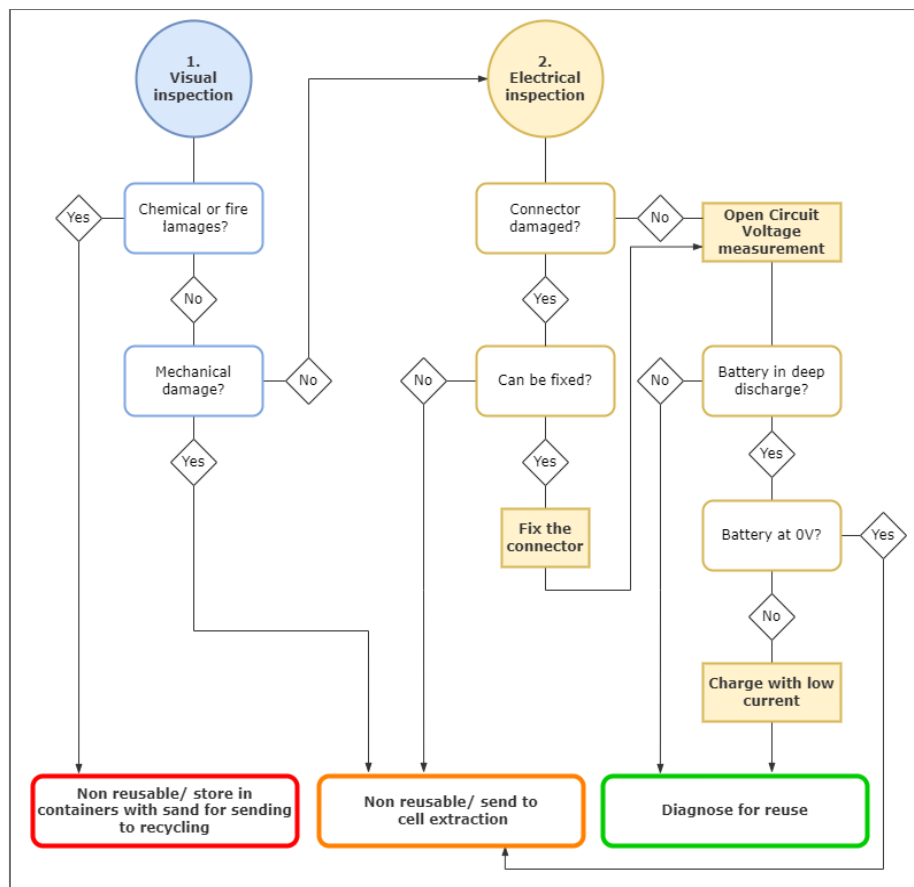 1.
Visual
inspection
Chemical or fire
damages?
Yes
No
Mechanical
damage?
No
Yes
2.
Electrical
inspection
Connector
damaged?
No
Yes
Open Circuit
Voltage
measurement
Can be fixed?
No
Yes
Fix the
connector
Battery in deep
discharge?
No
Yes
Battery at 0V?
Yes
No
Charge with low
current
Non reusable/ store in
containers with sand for sending
to recycling
Non reusable/ send to
cell extraction
Diagnose for reuse